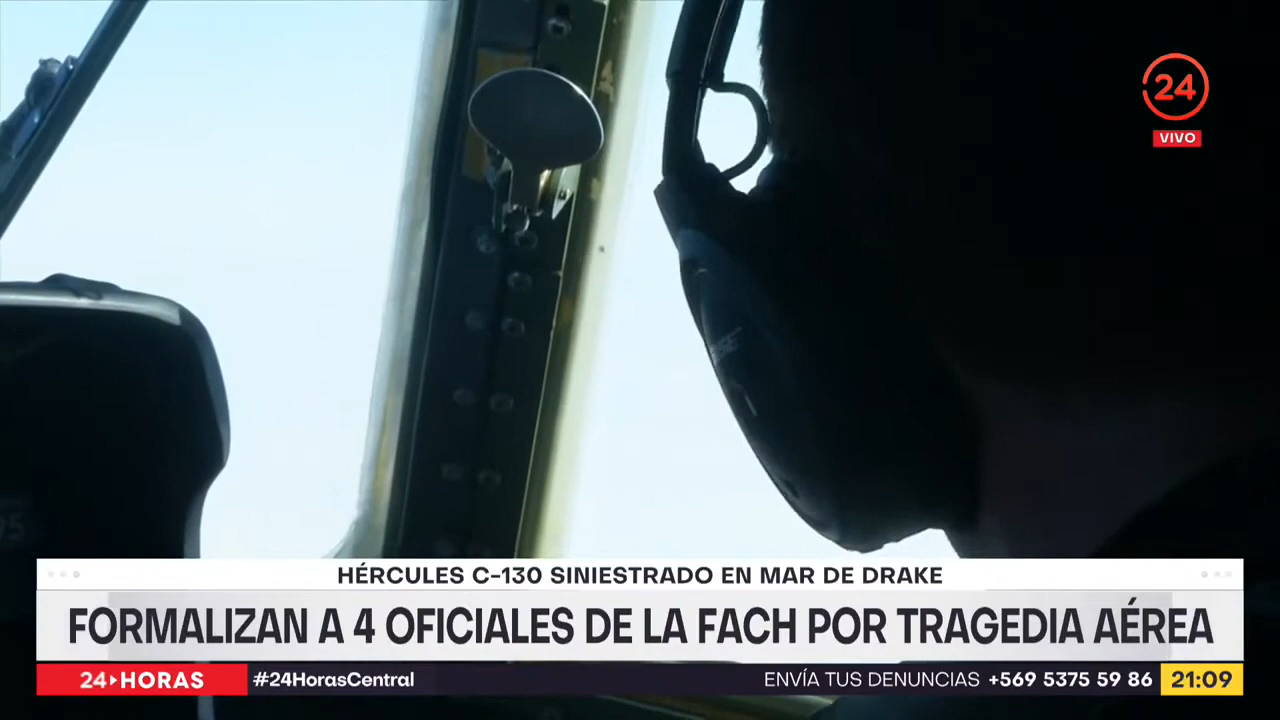 24
VIVO
HÉRCULES C-130 SINIESTRADO EN MAR DE DRAKE
FORMALIZAN A 4 OFICIALES DE LA FACH POR TRAGEDIA AÉREA
24 HORAS
#24HorasCentral
ENVÍA TUS DENUNCIAS +569 5375 59 86
21:09